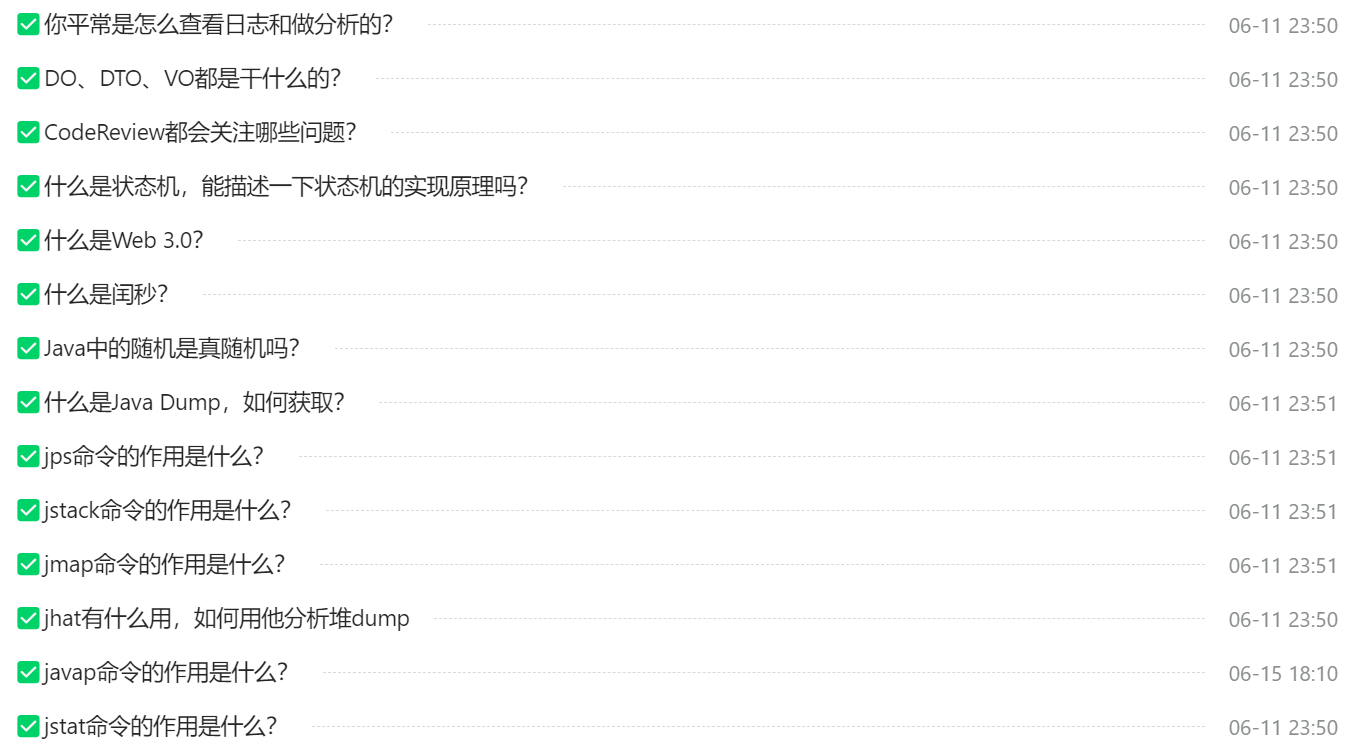 你平常是怎么查看日志和做分析的？ 06-11 23:50
DO、DTO、VO都是干什么的？ 06-11 23:50
CodeReview都会关注哪些问题？ 06-11 23:50
什么是状态机，能描述一下状态机的实现原理吗？ 06-11 23:50
什么是Web 3.0？ 06-11 23:50
什么是闰秒？ 06-11 23:50
Java中的随机是真随机吗？ 06-11 23:50
什么是Java Dump，如何获取？ 06-11 23:51
jps命令的作用是什么？ 06-11 23:51
jstack命令的作用是什么？ 06-11 23:51
jmap命令的作用是什么？ 06-11 23:51
jhat有什么用，如何用他分析堆dump 06-11 23:50
javap命令的作用是什么？ 06-15 18:10
jstat命令的作用是什么？ 06-11 23:50